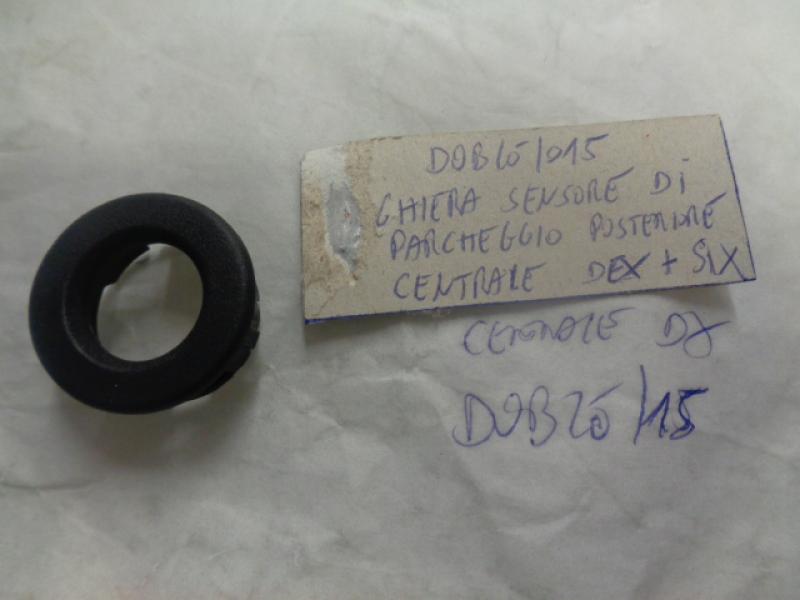 DOBLÒ/015
GHIERA SENSORE DI
PARCHEGGIO POSTERIORE
CENTRALE DEX + SIX
CENTRALE DX
DOBLÒ/15